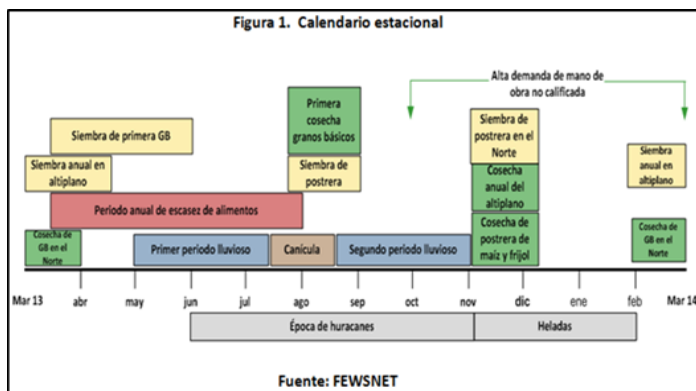 Figura 1.  Calendario estacional
Alta demanda de mano de
obra no calificada
Primera
cosecha
granos básicos
Siembra de primera GB
Siembra de
postrera en el
Norte
Siembra anual en
altiplano
Siembra de
postrera
Cosecha
anual del
altiplano
Siembra
anual en
altiplano
Periodo anual de escasez de alimentos
Cosecha de
GB en el
Norte
Primer periodo lluvioso
Canícula
Segundo periodo lluvioso
Cosecha de
postrera de
maíz y frijol
Cosecha de
GB en el
Norte
Mar 13
abr
may
jun
jul
ago
sep
oct
nov
dic
ene
feb
Mar 14
Época de huracanes
Heladas
Fuente: FEWSNET